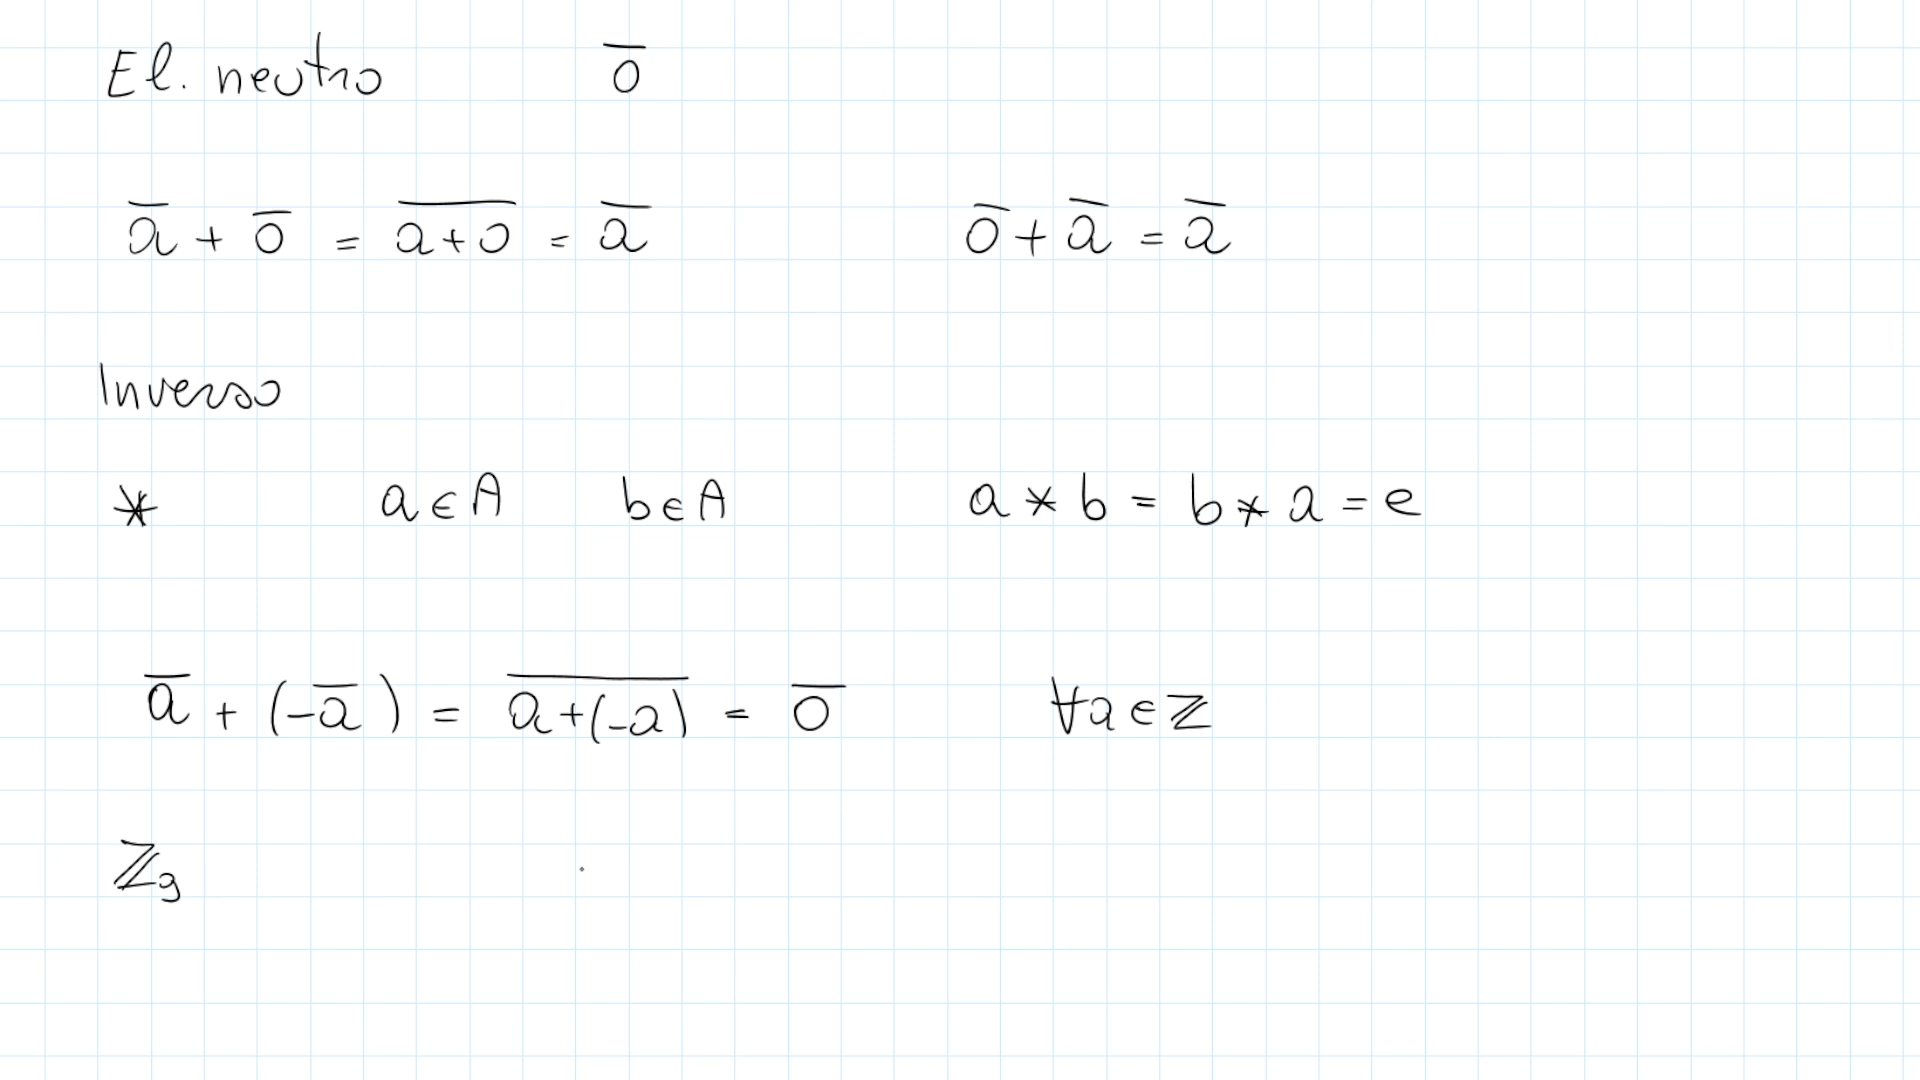 El. neutro 0̅
a̅ + 0̅ = \overline{a+0} = a̅ 0̅ + a̅ = a̅
Inverso
* a ∈ A b ∈ A a * b = b * a = e
a̅ + (-a̅) = \overline{a+(-a)} = 0̅ ∀a ∈ ℤ
ℤ₉